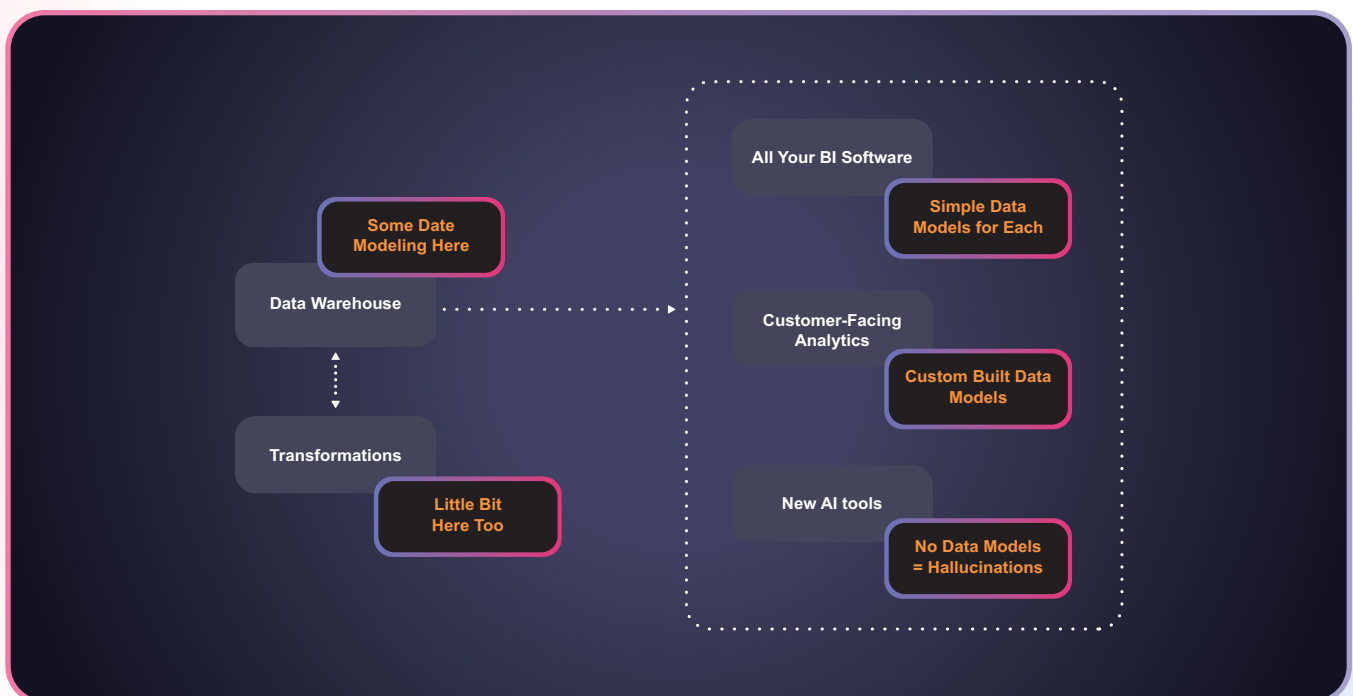 Some Date
Modeling Here
Data Warehouse
Transformations
Little Bit
Here Too
All Your BI Software
Simple Data
Models for Each
Customer-Facing
Analytics
Custom Built Data
Models
New AI tools
No Data Models
= Hallucinations